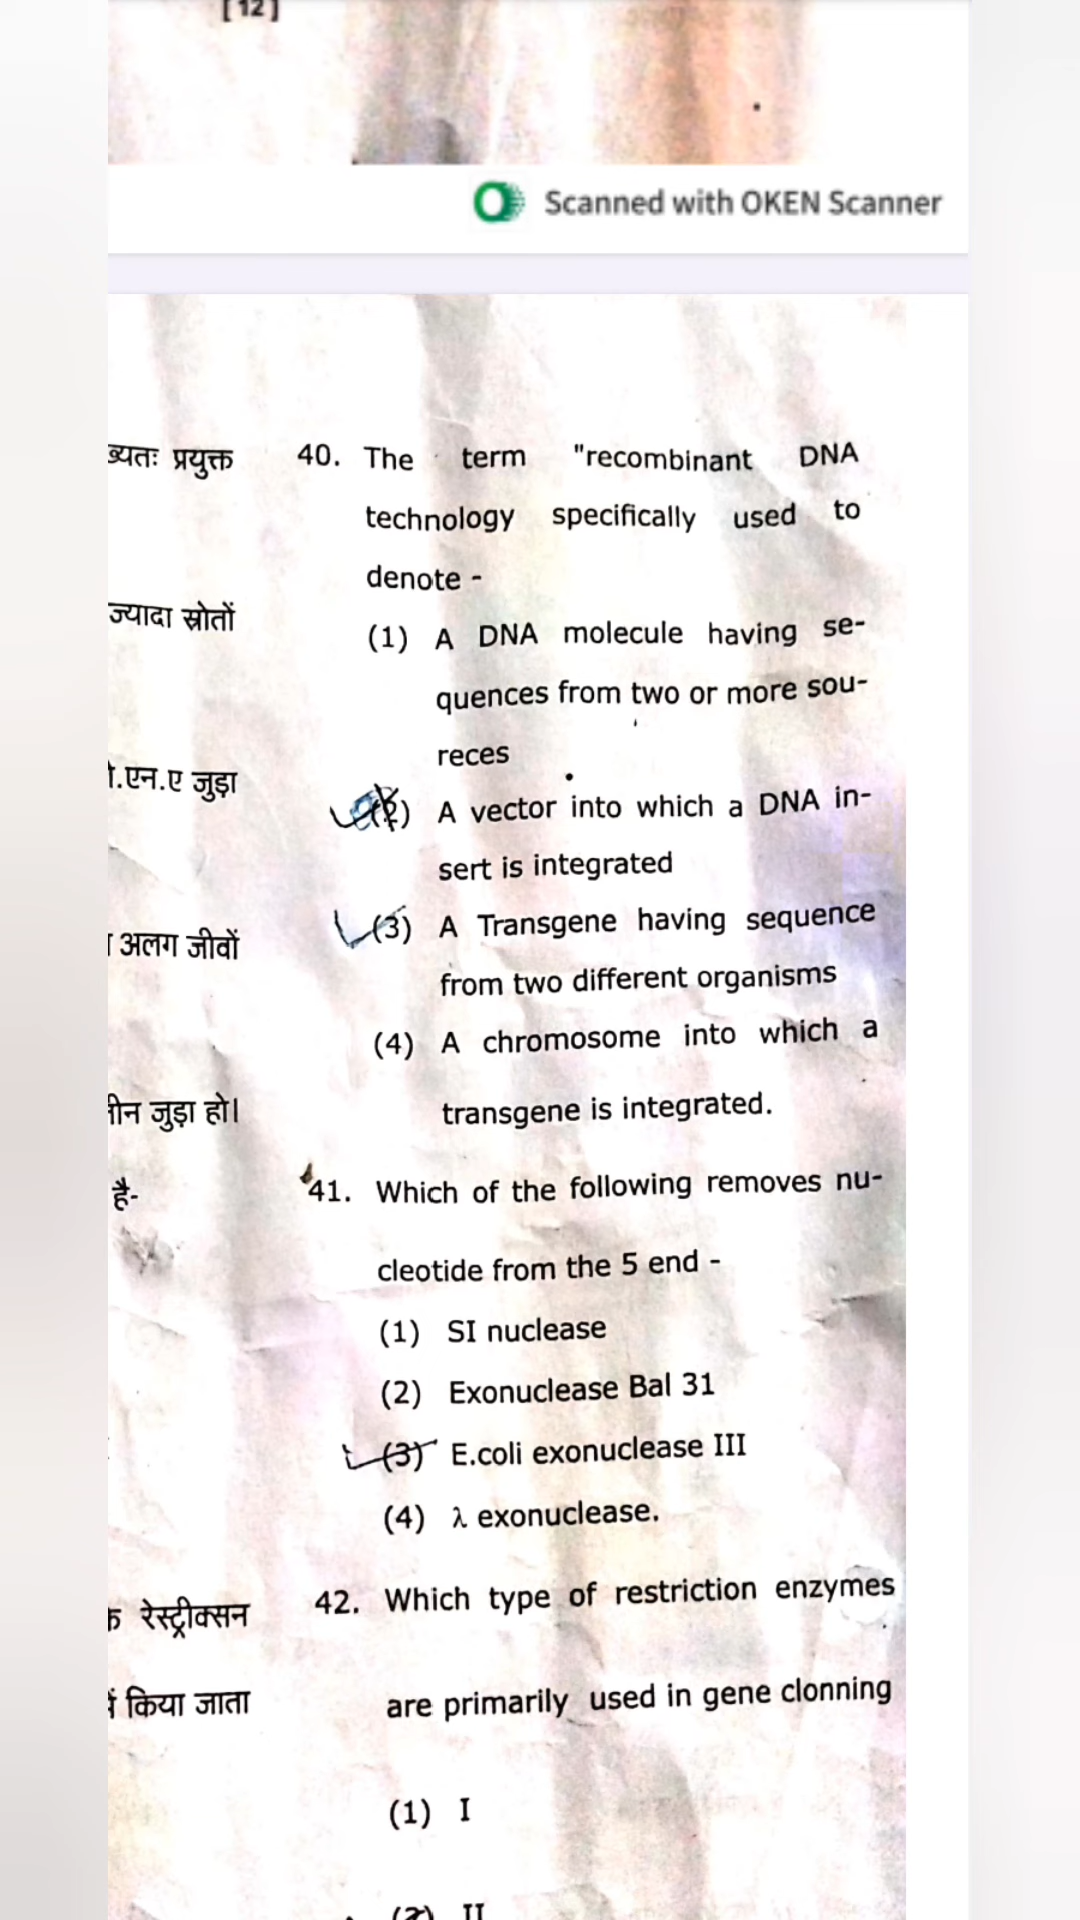 [12]
Scanned with OKEN Scanner
ख्यतः प्रयुक्त
ज्यादा स्रोतों
.एन.ए जुड़ा
अलग जीवों
जुड़ा हो।
है-
रेस्ट्रीक्सन
किया जाता
40. The term "recombinant DNA
technology specifically used to
denote -
(1) A DNA molecule having se-
quences from two or more sou-
reces
A vector into which a DNA in-
sert is integrated
(3) A Transgene having sequence
from two different organisms
(4) A chromosome into which a
transgene is integrated.
41. Which of the following removes nu-
cleotide from the 5 end -
(1) SI nuclease
(2) Exonuclease Bal 31
(3) E.coli exonuclease III
(4) λ exonuclease.
42. Which type of restriction enzymes
are primarily used in gene clonning
(1) I
(2) II